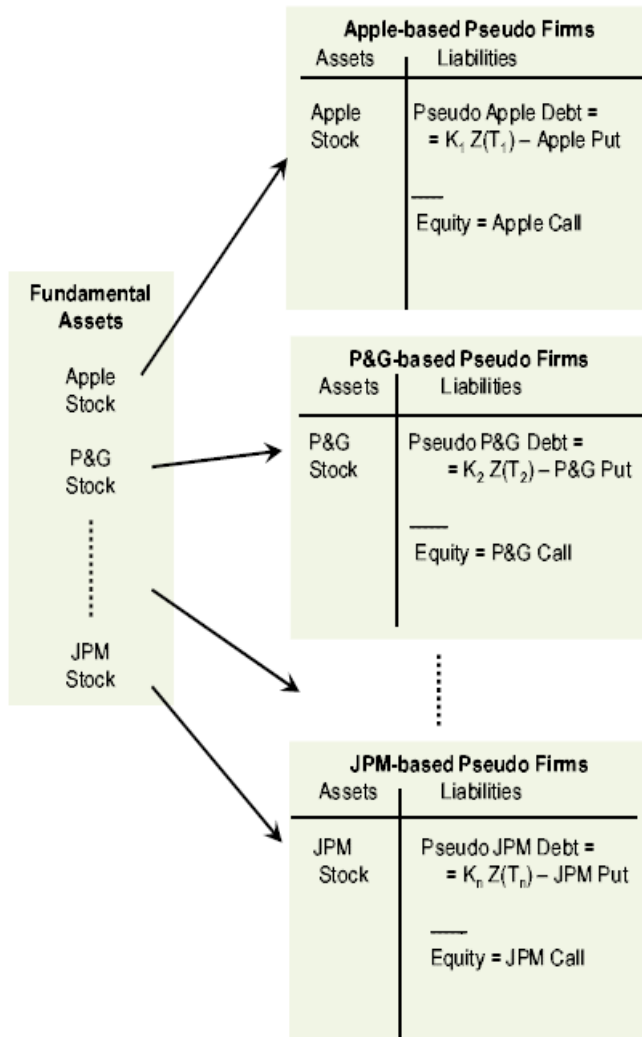 Apple-based Pseudo Firms
Assets Liabilities
Apple Stock
Pseudo Apple Debt =
= K₁ Z(T₁) – Apple Put
Equity = Apple Call
Fundamental
Assets
Apple
Stock
P&G
Stock
JPM
Stock
P&G-based Pseudo Firms
Assets Liabilities
P&G
Stock
Pseudo P&G Debt =
= K₂ Z(T₂) – P&G Put
Equity = P&G Call
JPM-based Pseudo Firms
Assets Liabilities
JPM
Stock
Pseudo JPM Debt =
= Kₙ Z(Tₙ) – JPM Put
Equity = JPM Call